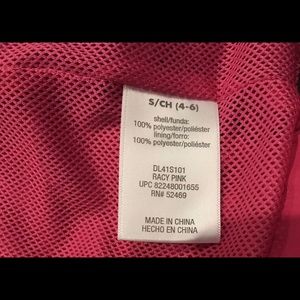 S/CH (4-6)
shell/funda:
100% polyester/poliéster
lining/forro:
100% polyester/poliéster
DL41S101
RACY PINK
UPC 82248001655
RN# 52469
MADE IN CHINA
HECHO EN CHINA